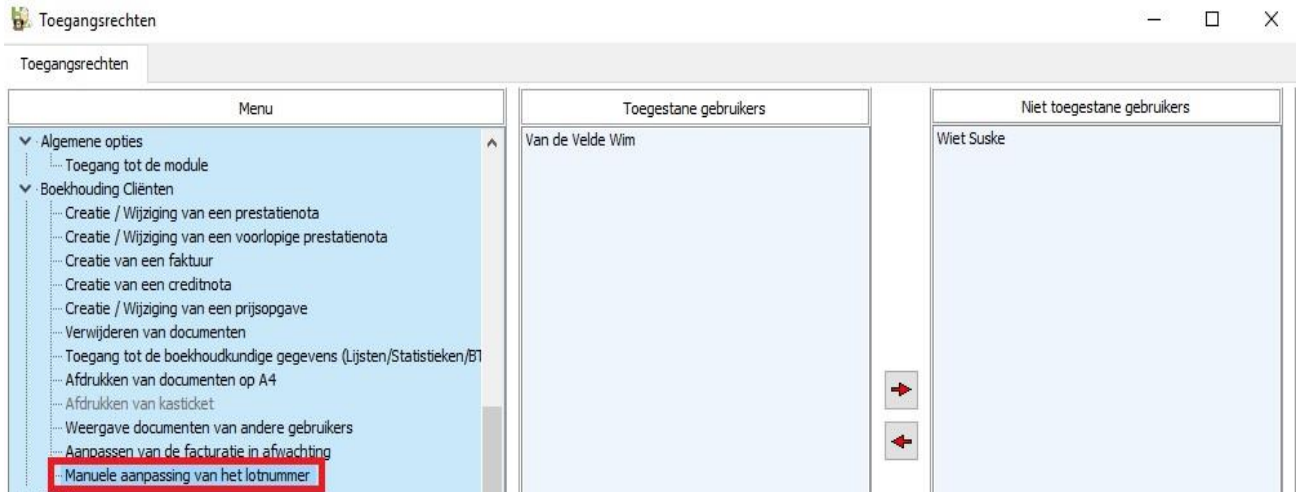 Toegangsrechten
Toegangsrechten
Menu
Algemene opties
Toegang tot de module
Boekhouding Cliënten
Creatie / Wijziging van een prestatienota
Creatie / Wijziging van een voorlopige prestatienota
Creatie van een faktuur
Creatie van een creditnota
Creatie / Wijziging van een prijsopgave
Verwijderen van documenten
Toegang tot de boekhoudkundige gegevens (Lijsten/Statistieken/BT
Afdrukken van documenten op A4
Afdrukken van kasticket
Weergave documenten van andere gebruikers
Aanpassen van de facturatie in afwachting
Manuele aanpassing van het lotnummer
Toegestane gebruikers
Van de Velde Wim
Niet toegestane gebruikers
Wiet Suske